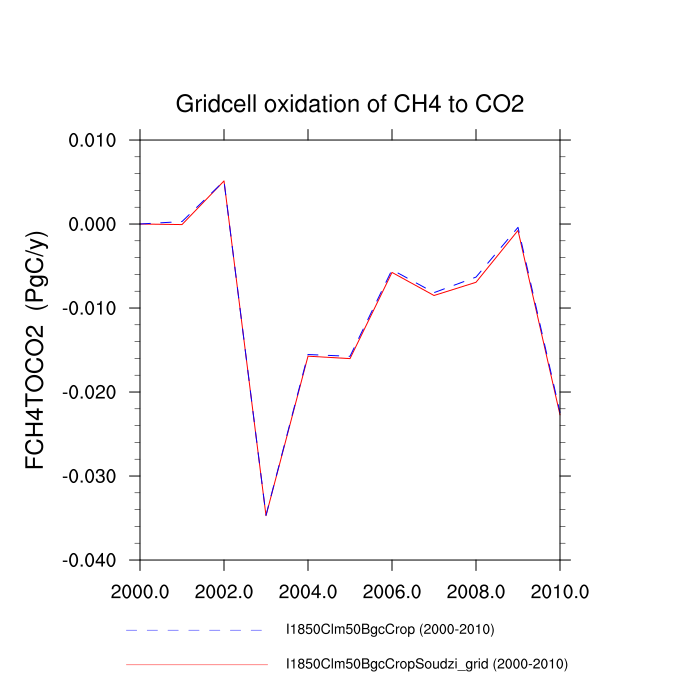 Gridcell oxidation of CH4 to CO2
FCH4TOCO2 (PgC/y)
0.010
0.000
-0.010
-0.020
-0.030
-0.040
2000.0 2002.0 2004.0 2006.0 2008.0 2010.0
I1850Clm50BgcCrop (2000-2010)
I1850Clm50BgcCropSoudzi_grid (2000-2010)